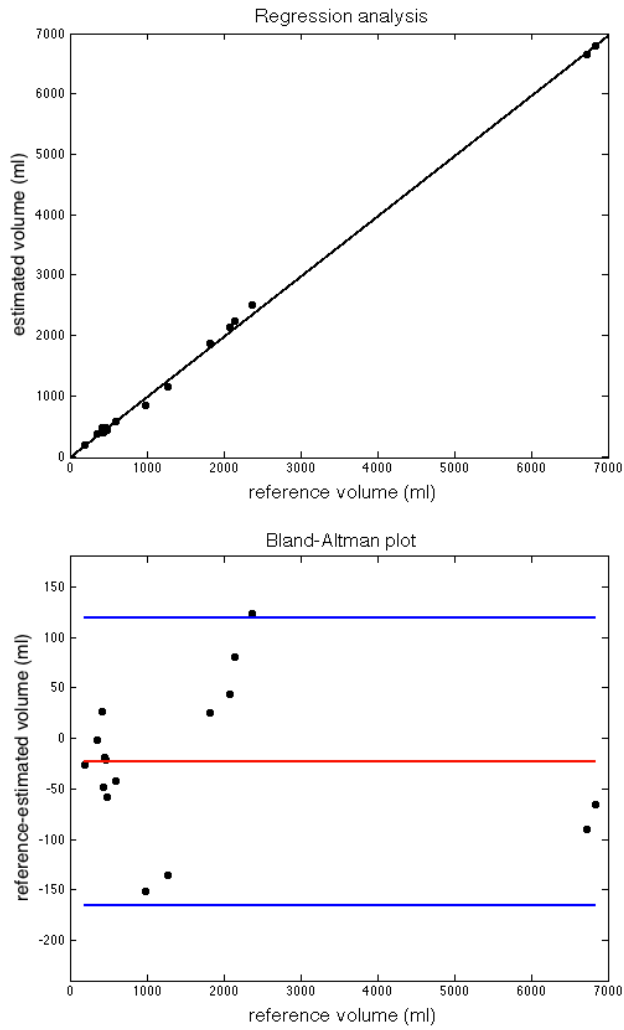 Regression analysis
7000
6000
5000
4000
3000
2000
1000
0
estimated volume (ml)
0 1000 2000 3000 4000 5000 6000 7000
reference volume (ml)
Bland-Altman plot
150
100
50
0
-50
-100
-150
-200
reference-estimated volume (ml)
0 1000 2000 3000 4000 5000 6000 7000
reference volume (ml)